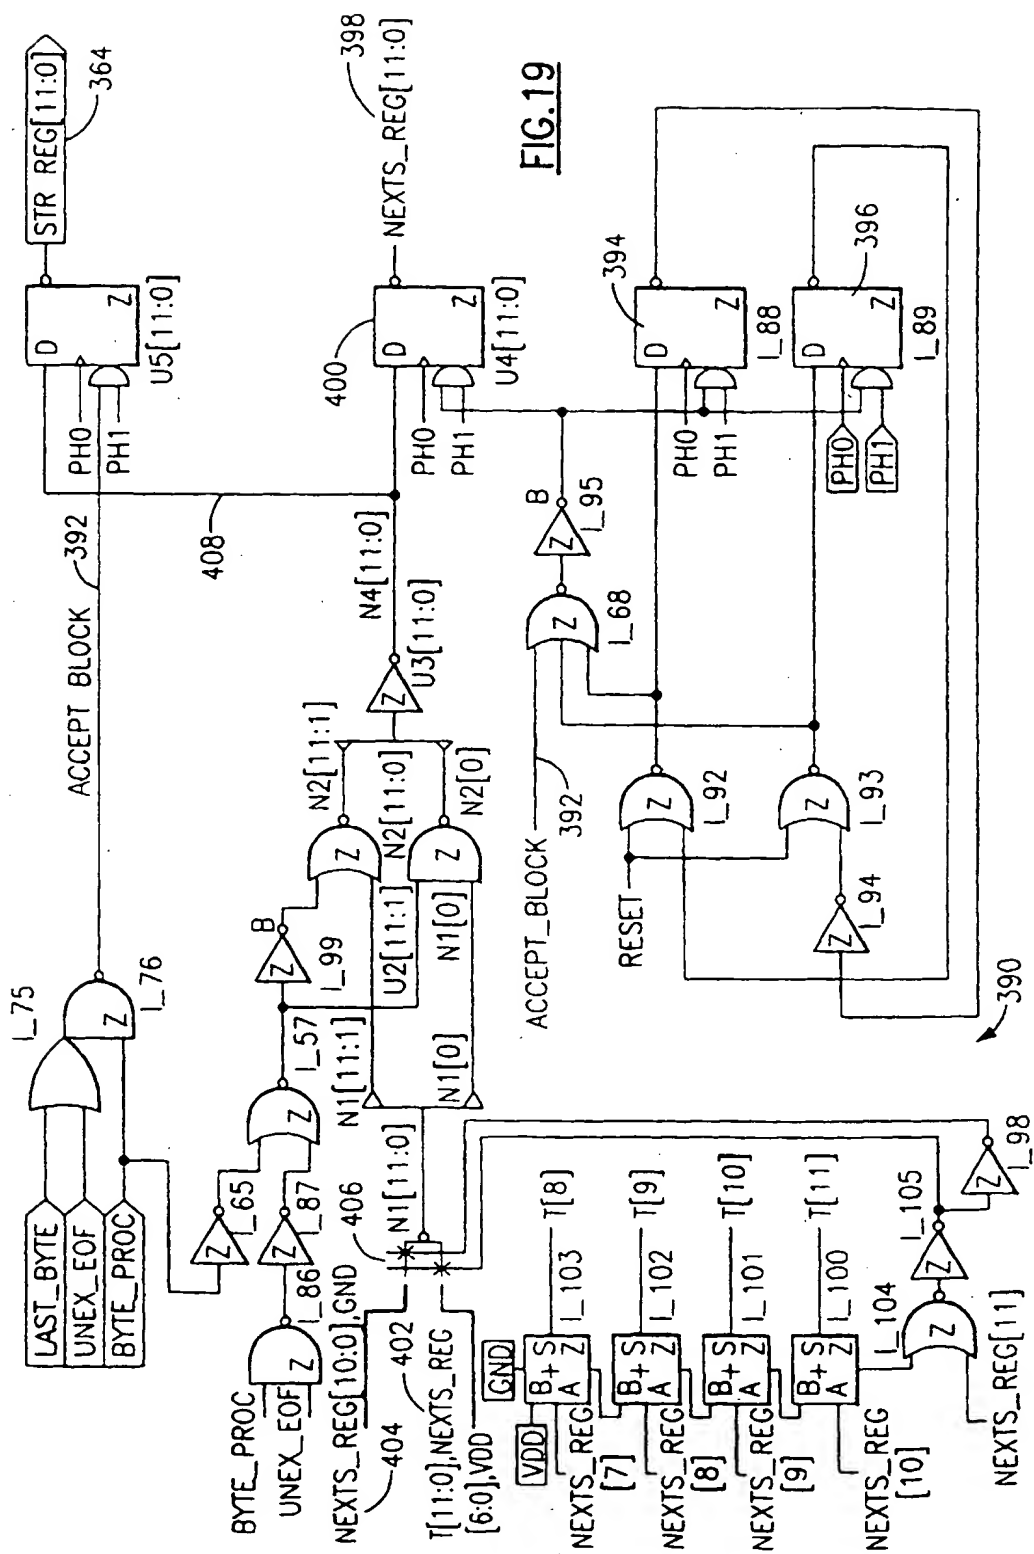 FIG.19
STR REG[11:0]
364
D
Z
U5[11:0]
PH0
PH1
ACCEPT BLOCK
392
I_75
Z
I_76
LAST_BYTE
UNEX_EOF
BYTE_PROC
NEXTS_REG[11:0]
398
400
D
Z
U4[11:0]
PH0
PH1
408
N4[11:0]
Z
U3[11:0]
N2[11:1]
N2[11:0]
N2[0]
Z
Z
U2[11:1]
N1[0]
B
Z
I_99
I_57
Z
N1[11:1]
N1[0]
N1[11:0]
Z
I_65
Z
I_87
I_86
Z
BYTE_PROC
UNEX_EOF
406
NEXTS_REG[10:0],GND
404
402
T[11:0],NEXTS_REG
[6:0],VDD
394
D
Z
I_88
PH0
PH1
396
D
Z
I_89
PH0
PH1
B
Z
I_95
Z
I_68
ACCEPT_BLOCK
392
Z
I_92
Z
I_93
RESET
Z
I_94
390
GND
VDD
B+S
A Z
I_103
T[8]
NEXTS_REG
[7]
B+S
A Z
I_102
T[9]
NEXTS_REG
[8]
B+S
A Z
I_101
T[10]
NEXTS_REG
[9]
B+S
A Z
I_100
T[11]
NEXTS_REG
[10]
I_104
Z
NEXTS_REG[11]
Z
I_105
Z
I_98